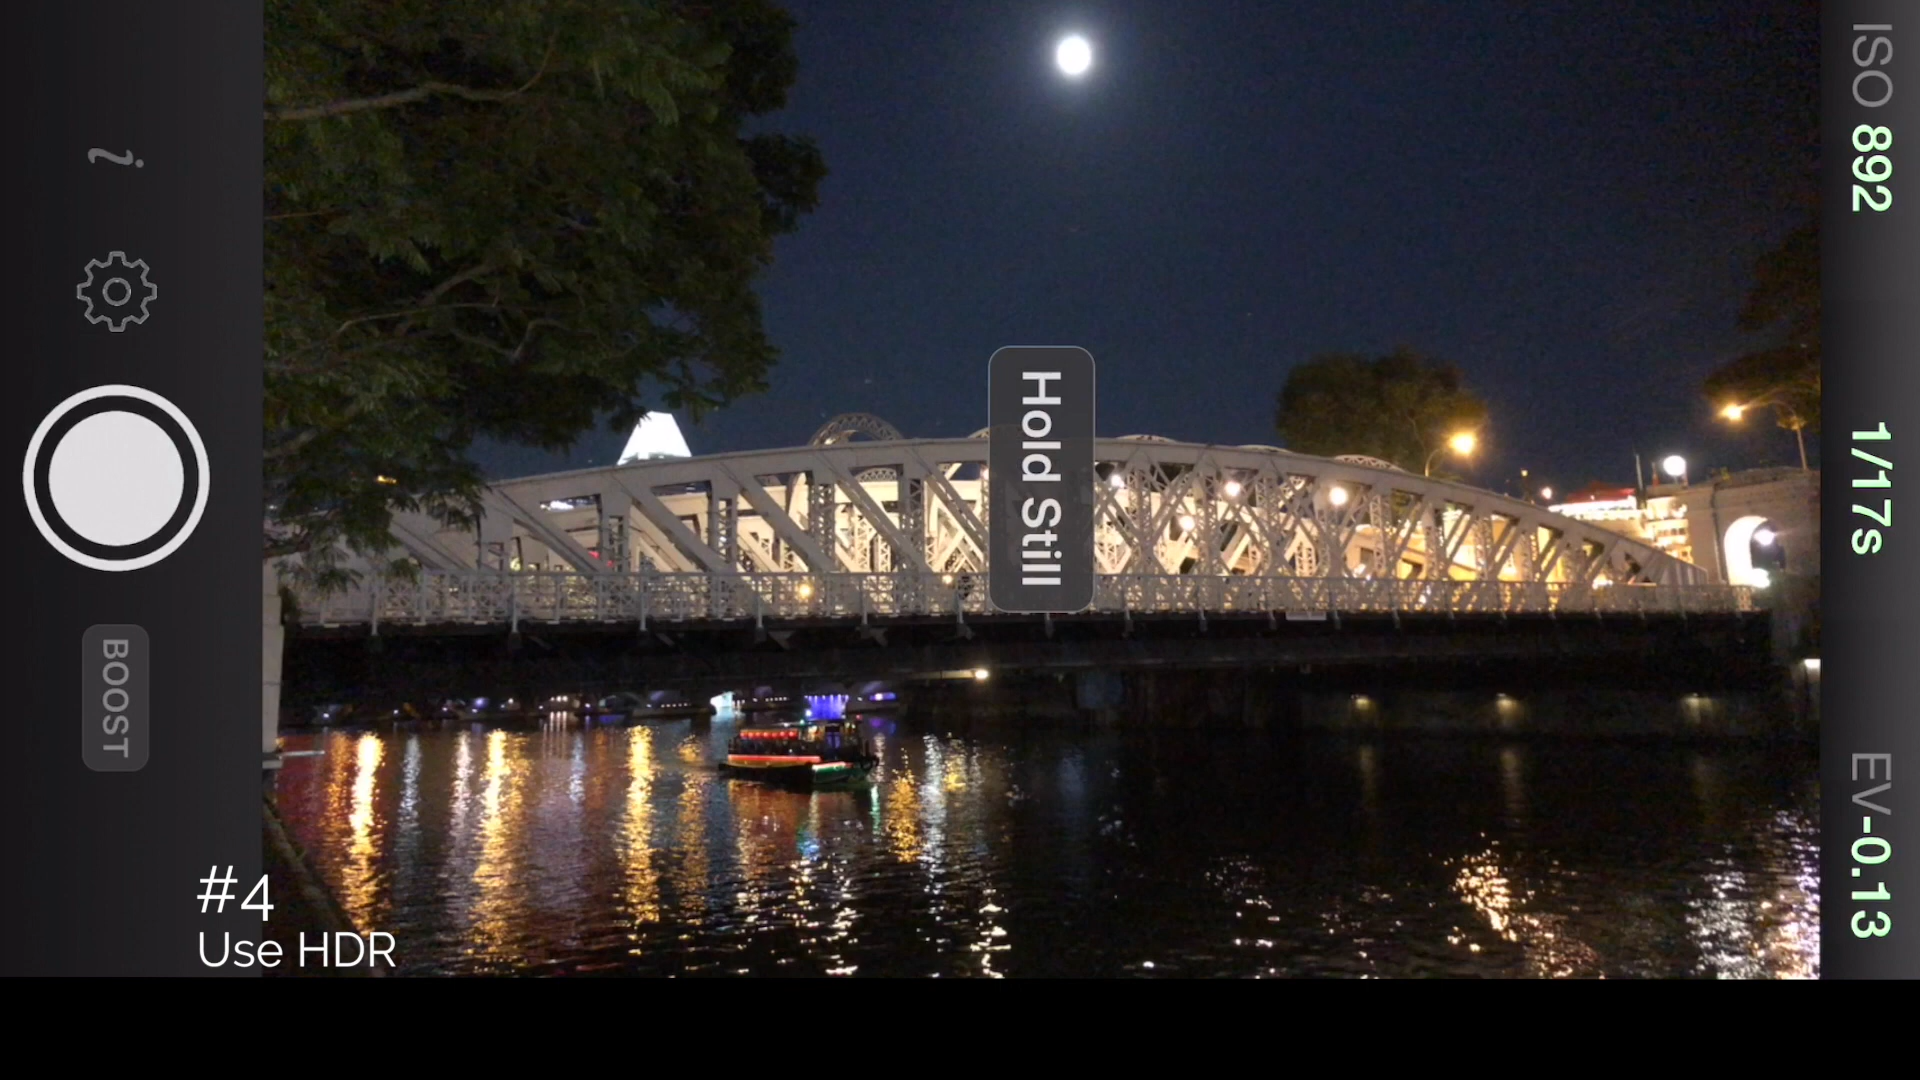 i
BOOST
Hold Still
ISO 892
1/17s
EV-0.13
#4
Use HDR